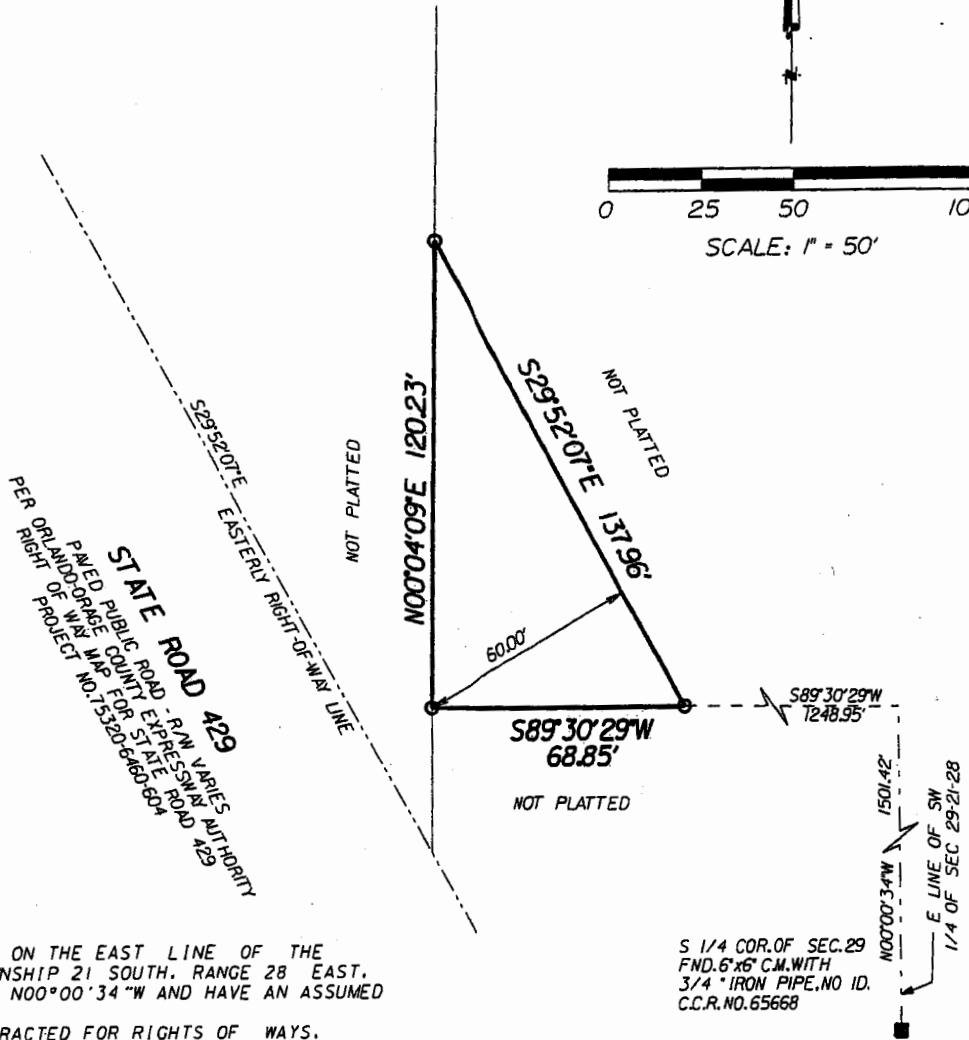 N
0 25 50 10
SCALE: 1" = 50'
N00°04'09"E 120.23'
NOT PLATTED
S29°52'07"E 137.96'
NOT PLATTED
60.00'
S89°30'29"W
68.85'
NOT PLATTED
S89°30'29"W
1248.95'
N00°00'34"W 1501.42'
E LINE OF SW
1/4 OF SEC 29-21-28
S29°52'07"E
EASTERLY RIGHT-OF-WAY LINE
STATE ROAD 429
PAVED PUBLIC ROAD - R/W VARIES
PER ORLANDO-ORAGE COUNTY EXPRESSWAY AUTHORITY
RIGHT OF WAY MAP FOR STATE ROAD 429
PROJECT NO.75320-6460-604
S 1/4 COR.OF SEC.29
FND.6"x6" C.M.WITH
3/4 " IRON PIPE,NO ID.
C.C.R.NO.65668
ON THE EAST LINE OF THE
NSHIP 21 SOUTH, RANGE 28 EAST,
N00°00'34"W AND HAVE AN ASSUMED
RACTED FOR RIGHTS OF WAYS.